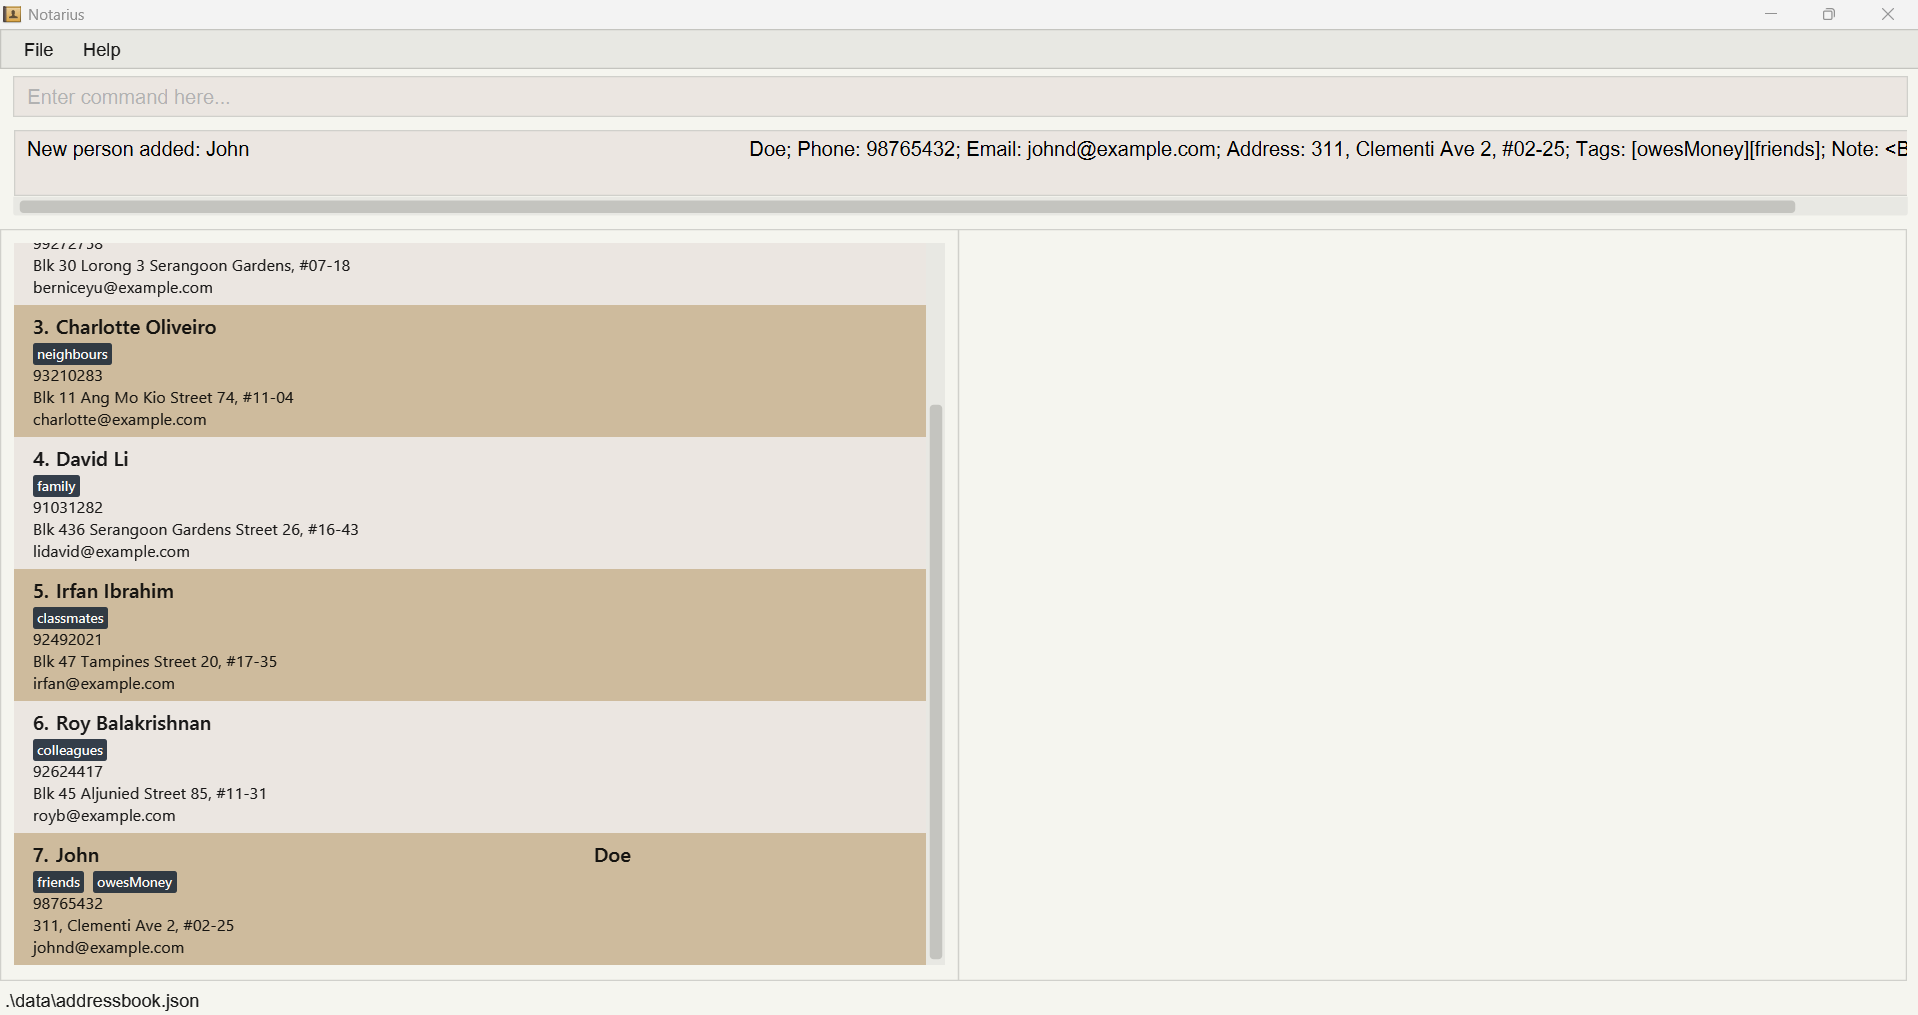 Notarius
File Help
Enter command here...
New person added: John Doe; Phone: 98765432; Email: johnd@example.com; Address: 311, Clementi Ave 2, #02-25; Tags: [owesMoney][friends]; Note: <B
99272758
Blk 30 Lorong 3 Serangoon Gardens, #07-18
berniceyu@example.com
3. Charlotte Oliveiro
neighbours
93210283
Blk 11 Ang Mo Kio Street 74, #11-04
charlotte@example.com
4. David Li
family
91031282
Blk 436 Serangoon Gardens Street 26, #16-43
lidavid@example.com
5. Irfan Ibrahim
classmates
92492021
Blk 47 Tampines Street 20, #17-35
irfan@example.com
6. Roy Balakrishnan
colleagues
92624417
Blk 45 Aljunied Street 85, #11-31
royb@example.com
7. John Doe
friends owesMoney
98765432
311, Clementi Ave 2, #02-25
johnd@example.com
.\data\addressbook.json